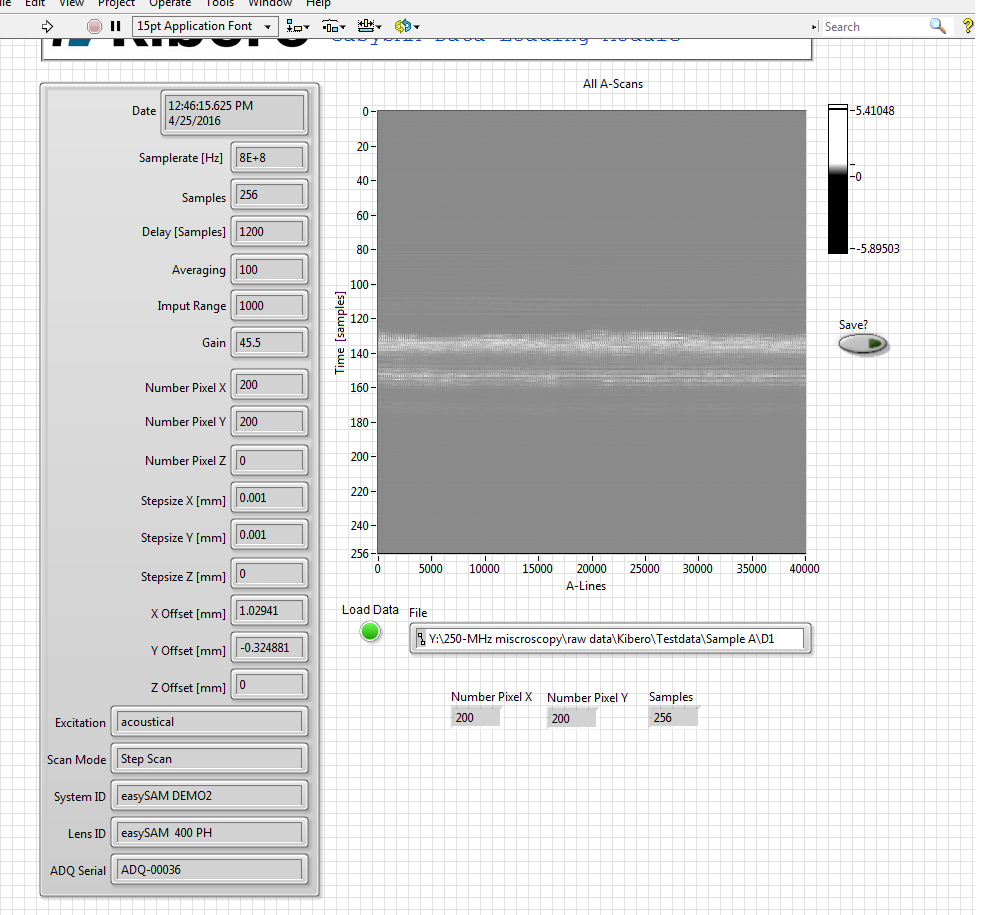 Edit View Project Operate Tools Window Help
15pt Application Font
Search
?
Kibero easySAM Data Loading Module
Date 12:46:15.625 PM
4/25/2016
Samplerate [Hz] 8E+8
Samples 256
Delay [Samples] 1200
Averaging 100
Imput Range 1000
Gain 45.5
Number Pixel X 200
Number Pixel Y 200
Number Pixel Z 0
Stepsize X [mm] 0.001
Stepsize Y [mm] 0.001
Stepsize Z [mm] 0
X Offset [mm] 1.02941
Y Offset [mm] -0.324881
Z Offset [mm] 0
Excitation acoustical
Scan Mode Step Scan
System ID easySAM DEMO2
Lens ID easySAM 400 PH
ADQ Serial ADQ-00036
All A-Scans
Time [samples]
0
20
40
60
80
100
120
140
160
180
200
220
240
256
0 5000 10000 15000 20000 25000 30000 35000 40000
A-Lines
5.41048
0
-5.89503
Save?
Load Data
File
Y:\250-MHz miscroscopy\raw data\Kibero\Testdata\Sample A\D1
Number Pixel X Number Pixel Y Samples
200 200 256